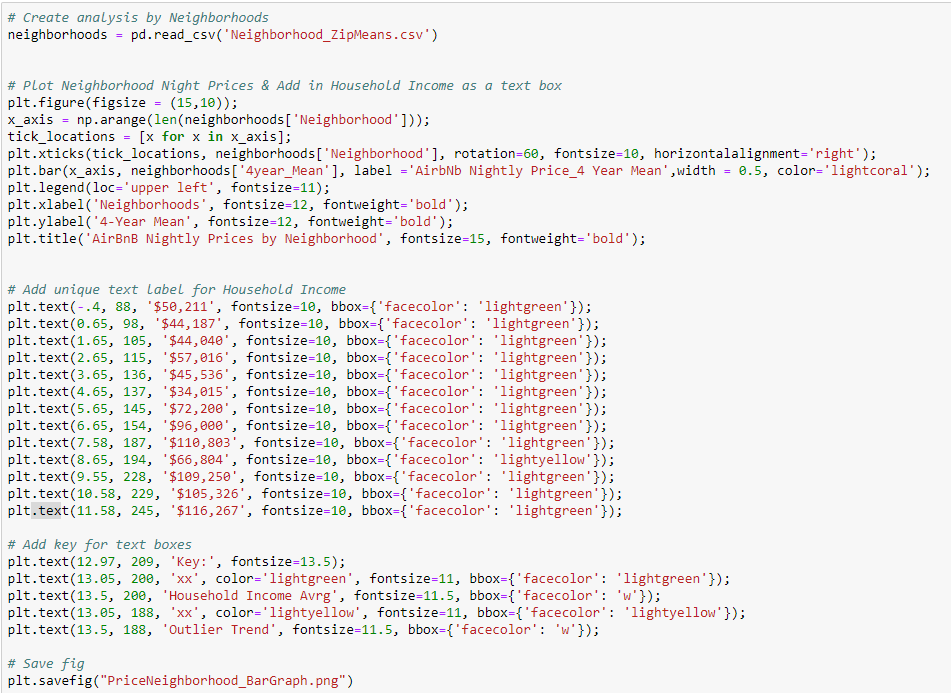 # Create analysis by Neighborhoods
neighborhoods = pd.read_csv('Neighborhood_ZipMeans.csv')
# Plot Neighborhood Night Prices & Add in Household Income as a text box
plt.figure(figsize = (15,10));
x_axis = np.arange(len(neighborhoods['Neighborhood']));
tick_locations = [x for x in x_axis];
plt.xticks(tick_locations, neighborhoods['Neighborhood'], rotation=60, fontsize=10, horizontalalignment='right');
plt.bar(x_axis, neighborhoods['4year_Mean'], label ='AirbNb Nightly Price_4 Year Mean',width = 0.5, color='lightcoral');
plt.legend(loc='upper left', fontsize=11);
plt.xlabel('Neighborhoods', fontsize=12, fontweight='bold');
plt.ylabel('4-Year Mean', fontsize=12, fontweight='bold');
plt.title('AirBnB Nightly Prices by Neighborhood', fontsize=15, fontweight='bold');
# Add unique text label for Household Income
plt.text(-.4, 88, '$50,211', fontsize=10, bbox={'facecolor': 'lightgreen'});
plt.text(0.65, 98, '$44,187', fontsize=10, bbox={'facecolor': 'lightgreen'});
plt.text(1.65, 105, '$44,040', fontsize=10, bbox={'facecolor': 'lightgreen'});
plt.text(2.65, 115, '$57,016', fontsize=10, bbox={'facecolor': 'lightgreen'});
plt.text(3.65, 136, '$45,536', fontsize=10, bbox={'facecolor': 'lightgreen'});
plt.text(4.65, 137, '$34,015', fontsize=10, bbox={'facecolor': 'lightgreen'});
plt.text(5.65, 145, '$72,200', fontsize=10, bbox={'facecolor': 'lightgreen'});
plt.text(6.65, 154, '$96,000', fontsize=10, bbox={'facecolor': 'lightgreen'});
plt.text(7.58, 187, '$110,803', fontsize=10, bbox={'facecolor': 'lightgreen'});
plt.text(8.65, 194, '$66,804', fontsize=10, bbox={'facecolor': 'lightyellow'});
plt.text(9.55, 228, '$109,250', fontsize=10, bbox={'facecolor': 'lightgreen'});
plt.text(10.58, 229, '$105,326', fontsize=10, bbox={'facecolor': 'lightgreen'});
plt.text(11.58, 245, '$116,267', fontsize=10, bbox={'facecolor': 'lightgreen'});
# Add key for text boxes
plt.text(12.97, 209, 'Key:', fontsize=13.5);
plt.text(13.05, 200, 'xx', color='lightgreen', fontsize=11, bbox={'facecolor': 'lightgreen'});
plt.text(13.5, 200, 'Household Income Avrg', fontsize=11.5, bbox={'facecolor': 'w'});
plt.text(13.05, 188, 'xx', color='lightyellow', fontsize=11, bbox={'facecolor': 'lightyellow'});
plt.text(13.5, 188, 'Outlier Trend', fontsize=11.5, bbox={'facecolor': 'w'});
# Save fig
plt.savefig("PriceNeighborhood_BarGraph.png")